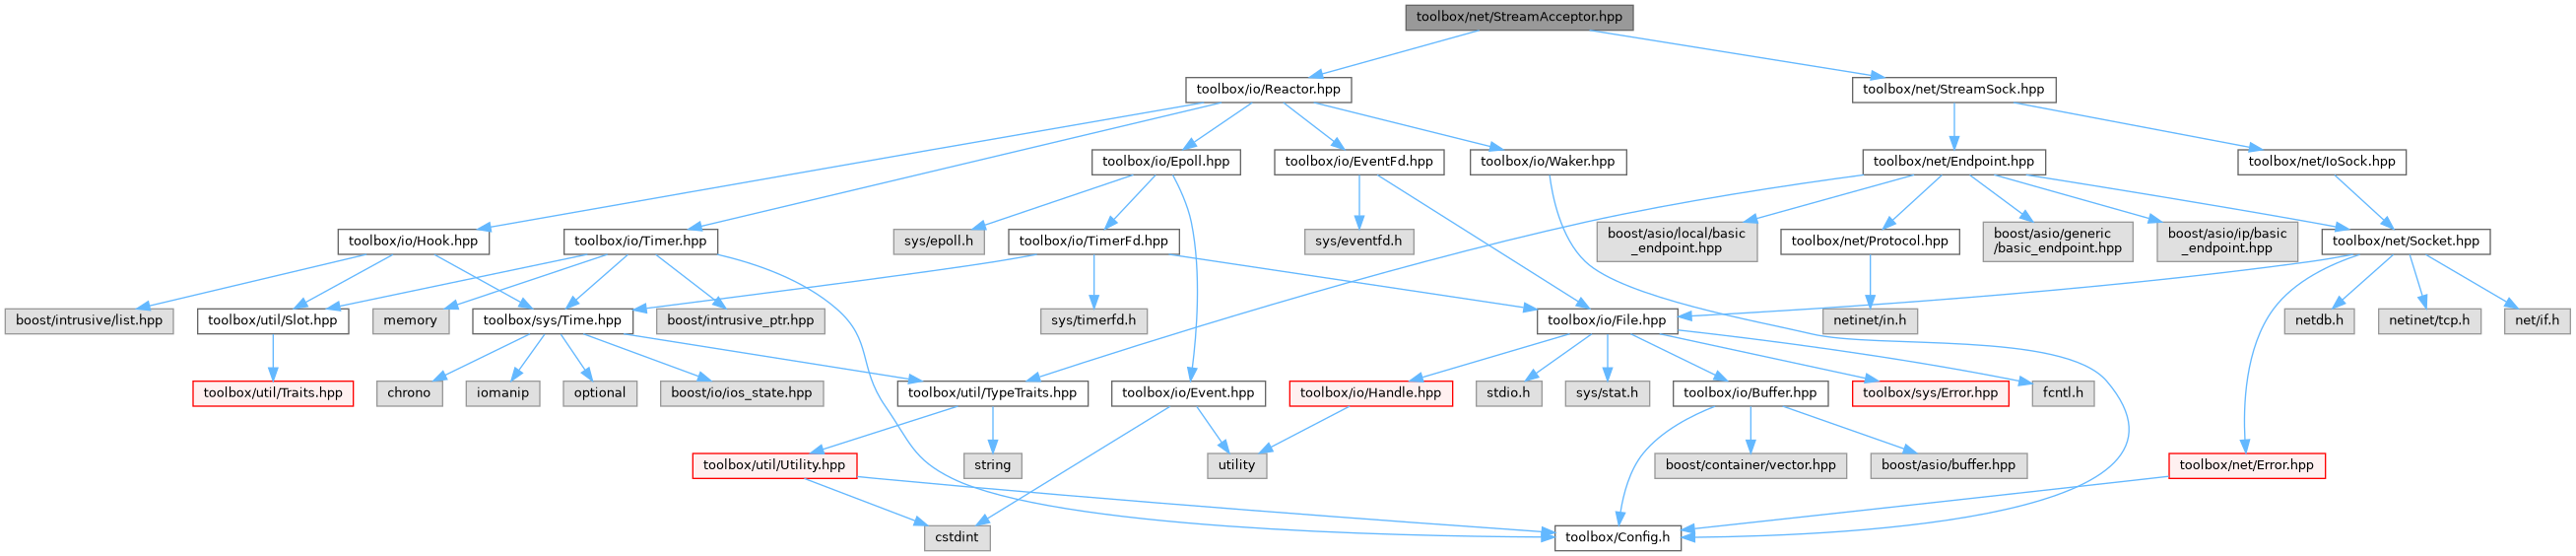 toolbox/net/StreamAcceptor.hpp
toolbox/io/Reactor.hpp
toolbox/net/StreamSock.hpp
toolbox/io/Epoll.hpp
toolbox/io/EventFd.hpp
toolbox/io/Waker.hpp
toolbox/net/Endpoint.hpp
toolbox/net/IoSock.hpp
toolbox/io/Hook.hpp
toolbox/io/Timer.hpp
sys/epoll.h
toolbox/io/TimerFd.hpp
sys/eventfd.h
boost/asio/local/basic
_endpoint.hpp
toolbox/net/Protocol.hpp
boost/asio/generic
/basic_endpoint.hpp
boost/asio/ip/basic
_endpoint.hpp
toolbox/net/Socket.hpp
boost/intrusive/list.hpp
toolbox/util/Slot.hpp
memory
toolbox/sys/Time.hpp
boost/intrusive_ptr.hpp
sys/timerfd.h
toolbox/io/File.hpp
netinet/in.h
netdb.h
netinet/tcp.h
net/if.h
toolbox/util/Traits.hpp
chrono
iomanip
optional
boost/io/ios_state.hpp
toolbox/util/TypeTraits.hpp
toolbox/io/Event.hpp
toolbox/io/Handle.hpp
stdio.h
sys/stat.h
toolbox/io/Buffer.hpp
toolbox/sys/Error.hpp
fcntl.h
toolbox/util/Utility.hpp
string
utility
boost/container/vector.hpp
boost/asio/buffer.hpp
toolbox/net/Error.hpp
cstdint
toolbox/Config.h